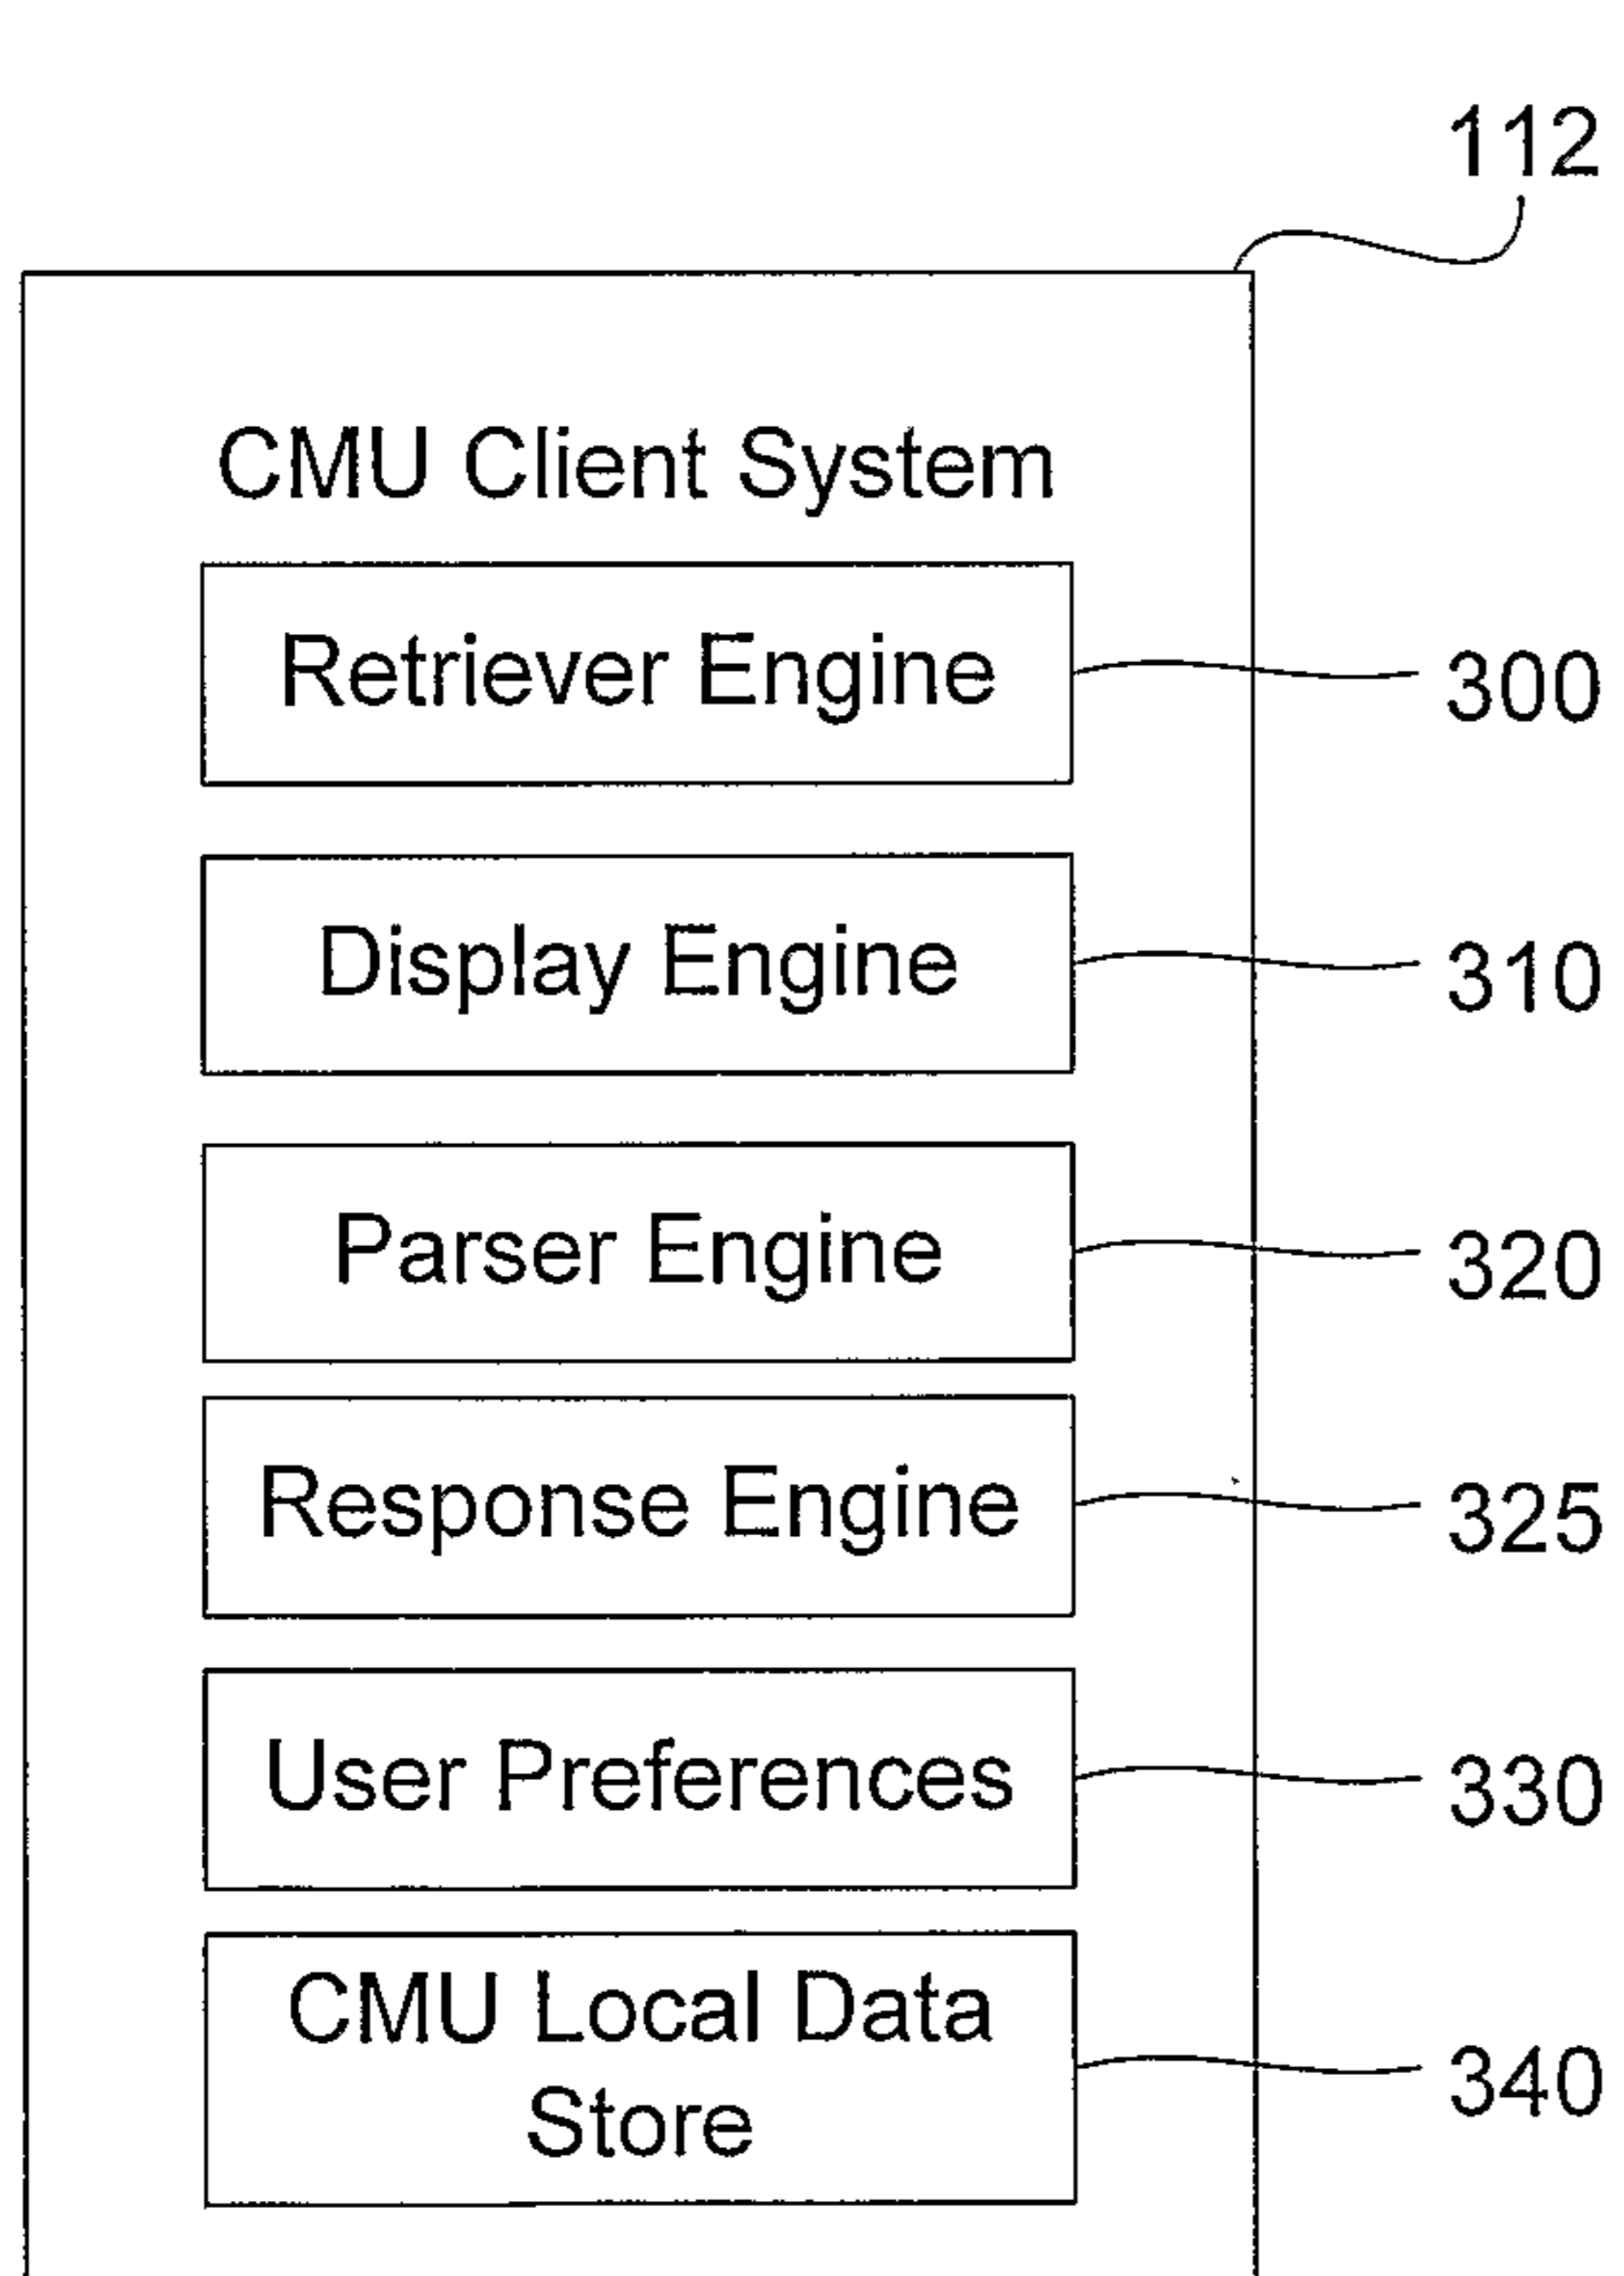 112
CMU Client System
Retriever Engine
300
Display Engine
310
Parser Engine
320
Response Engine
325
User Preferences
330
CMU Local Data
Store
340